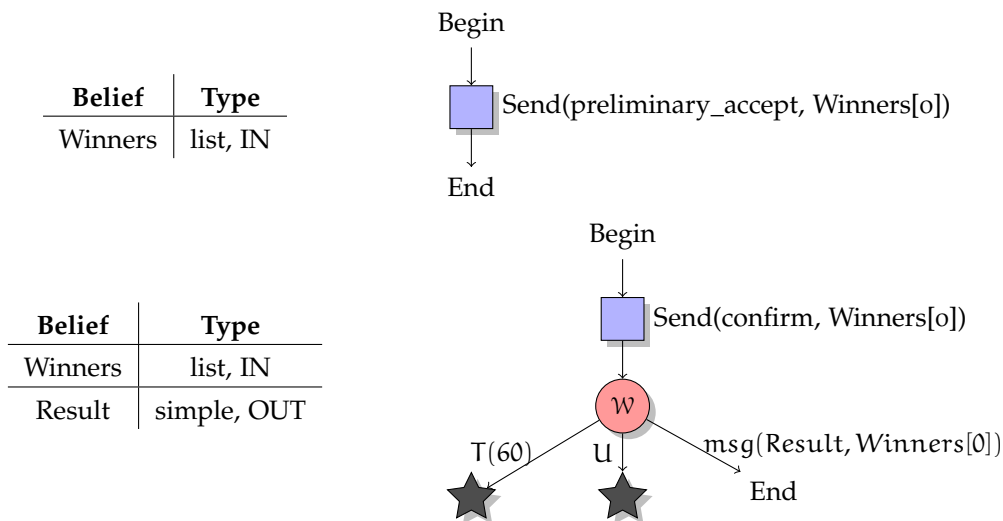 Begin
Belief Type
Winners list, IN
Send(preliminary_accept, Winners[0])
End
Begin
Belief Type
Winners list, IN
Result simple, OUT
Send(confirm, Winners[0])
W
T(60)
U
msg(Result, Winners[0])
End